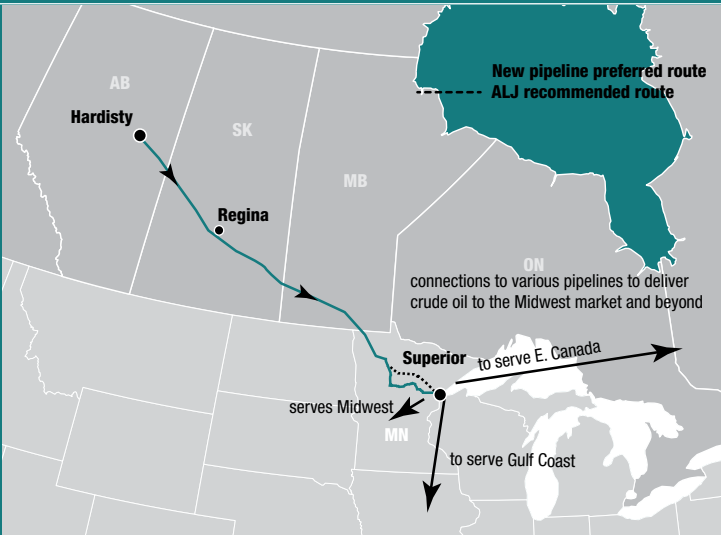 New pipeline preferred route
ALJ recommended route
AB
Hardisty
SK
MB
Regina
ON
connections to various pipelines to deliver
crude oil to the Midwest market and beyond
Superior
to serve E. Canada
serves Midwest
MN
to serve Gulf Coast